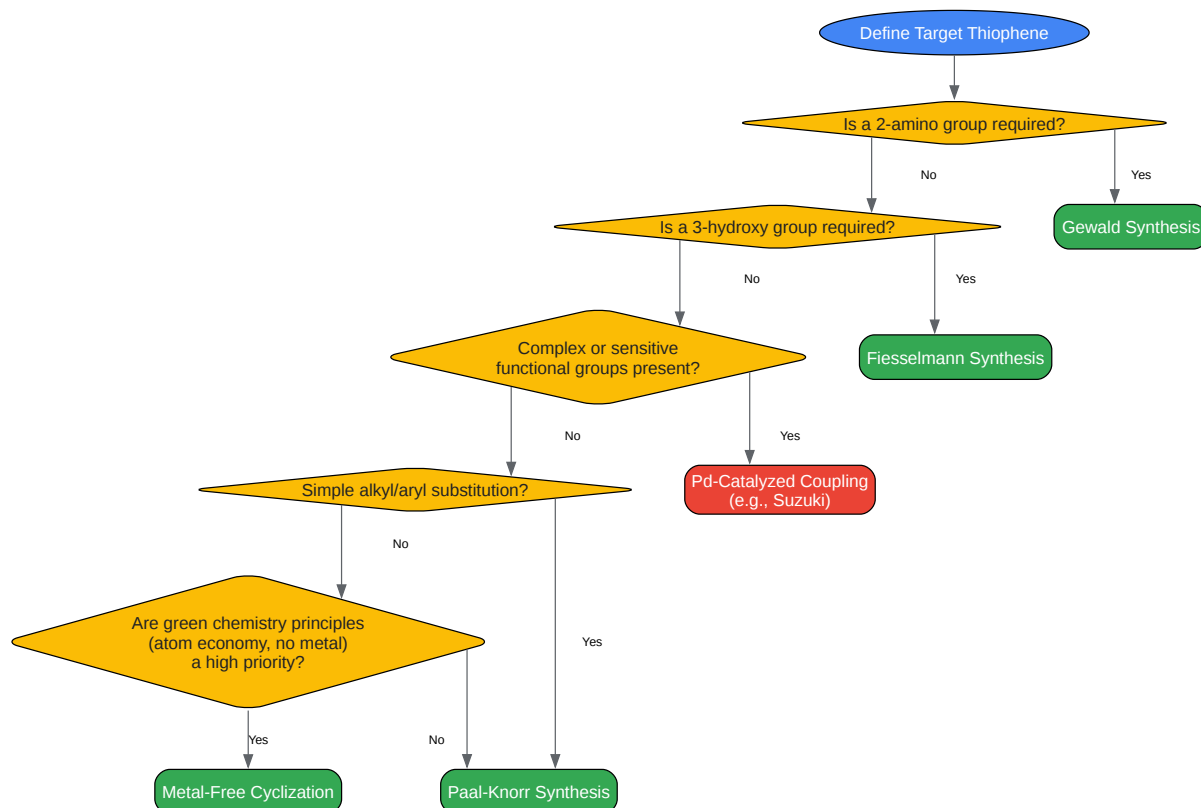 Define Target Thiophene
Is a 2-amino group required?
No
Yes
Gewald Synthesis
Is a 3-hydroxy group required?
No
Yes
Fiesselmann Synthesis
Complex or sensitive
functional groups present?
No
Yes
Pd-Catalyzed Coupling
(e.g., Suzuki)
Simple alkyl/aryl substitution?
No
Yes
Are green chemistry principles
(atom economy, no metal)
a high priority?
Yes
No
Metal-Free Cyclization
Paal-Knorr Synthesis